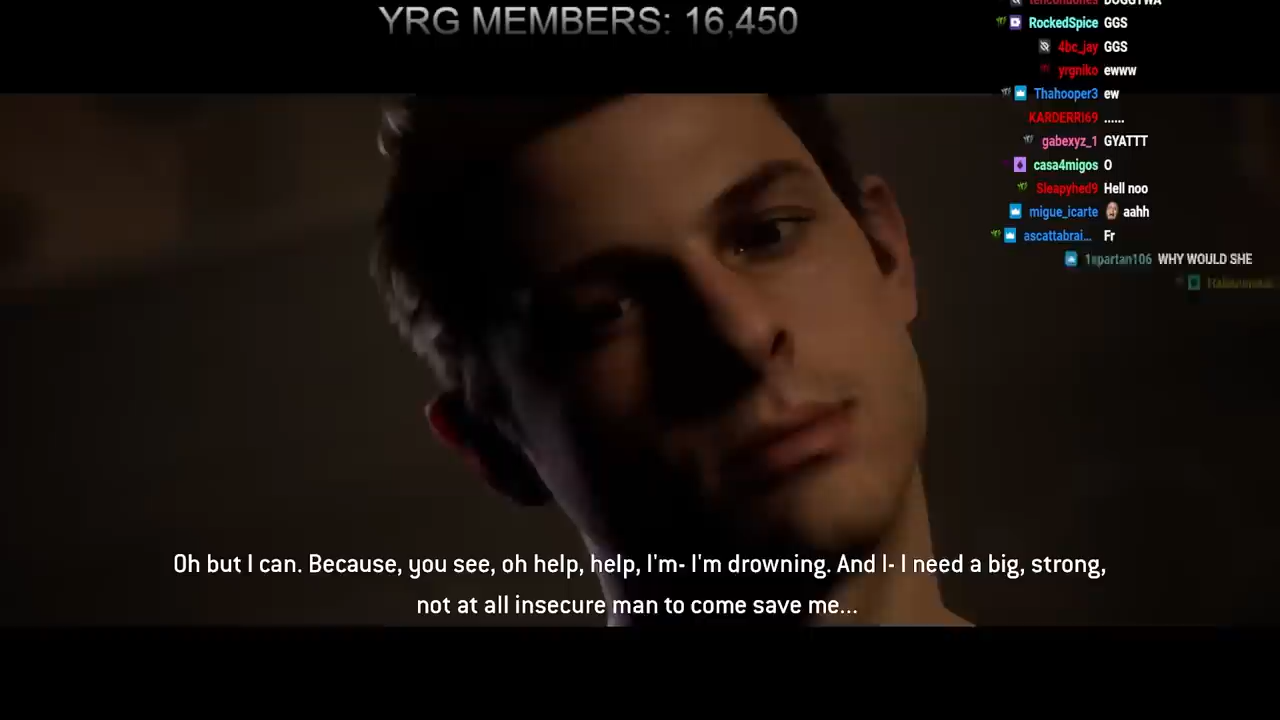 YRG MEMBERS: 16,450
RockedSpice GGS
4bc_jay GGS
yrgniko ewww
Thahooper3 ew
KARDERRI69 ......
gabexyz_1 GYATTT
casa4migos O
Sleapyhed9 Hell noo
migue_icarte aahh
ascattabrai... Fr
1spartan106 WHY WOULD SHE
Oh but I can. Because, you see, oh help, help, I'm- I'm drowning. And I- I need a big, strong,
not at all insecure man to come save me...